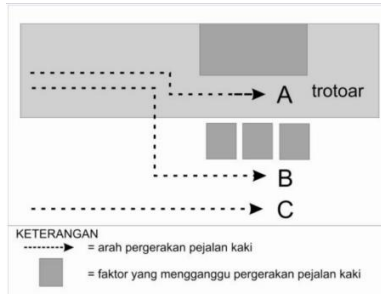 A trotoar
B
C
KETERANGAN
= arah pergerakan pejalan kaki
= faktor yang mengganggu pergerakan pejalan kaki